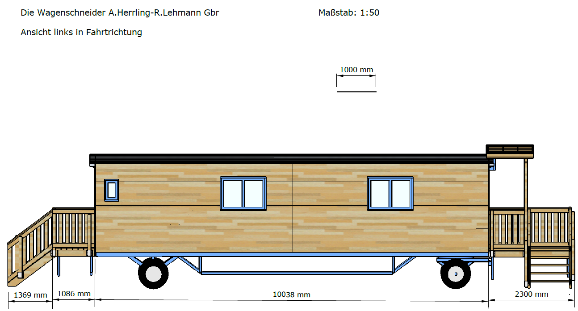 Die Wagenschneider A.Herrling-R.Lehmann Gbr
Maßstab: 1:50
Ansicht links in Fahrtrichtung
1000 mm
1369 mm
1086 mm
10038 mm
2300 mm